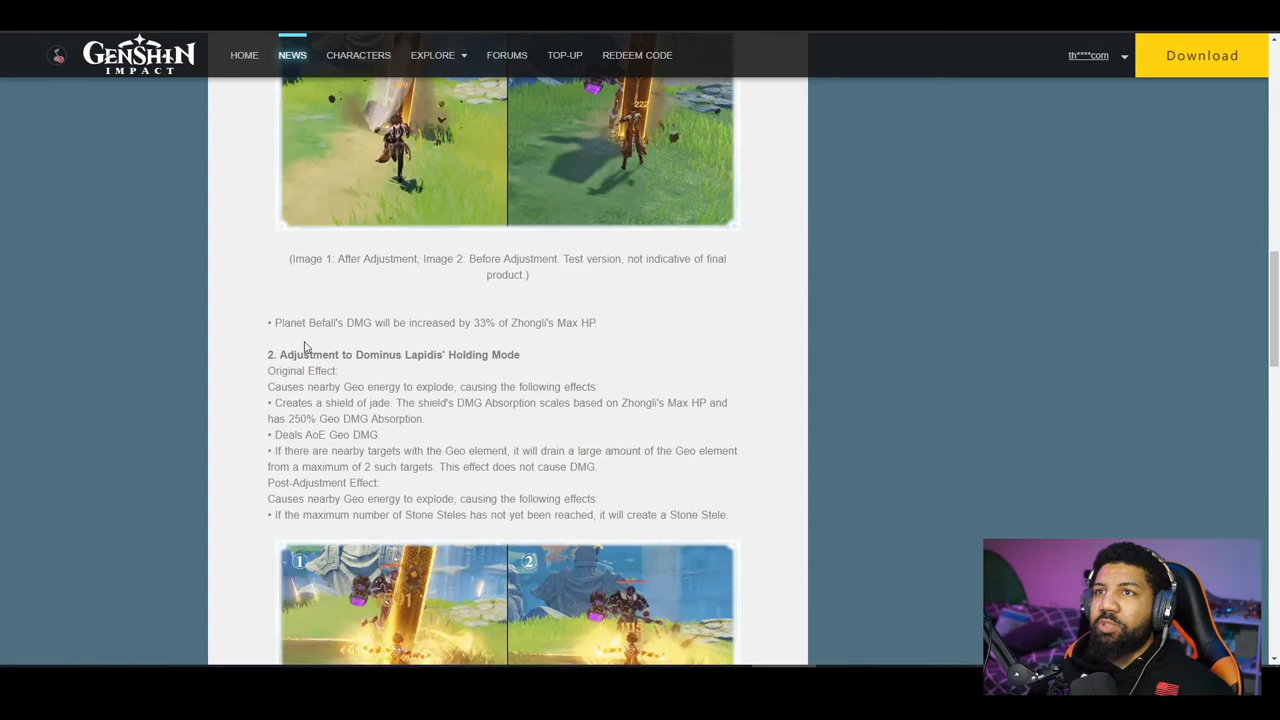 GENSHIN
IMPACT
HOME
NEWS
CHARACTERS
EXPLORE
FORUMS
TOP-UP
REDEEM CODE
th****com
Download
222
(Image 1: After Adjustment, Image 2: Before Adjustment. Test version, not indicative of final
product.)
• Planet Befall's DMG will be increased by 33% of Zhongli's Max HP.
2. Adjustment to Dominus Lapidis' Holding Mode
Original Effect:
Causes nearby Geo energy to explode, causing the following effects:
• Creates a shield of jade. The shield's DMG Absorption scales based on Zhongli's Max HP and
has 250% Geo DMG Absorption.
• Deals AoE Geo DMG.
• If there are nearby targets with the Geo element, it will drain a large amount of the Geo element
from a maximum of 2 such targets. This effect does not cause DMG.
Post-Adjustment Effect:
Causes nearby Geo energy to explode, causing the following effects:
• If the maximum number of Stone Steles has not yet been reached, it will create a Stone Stele.
1
2
1115